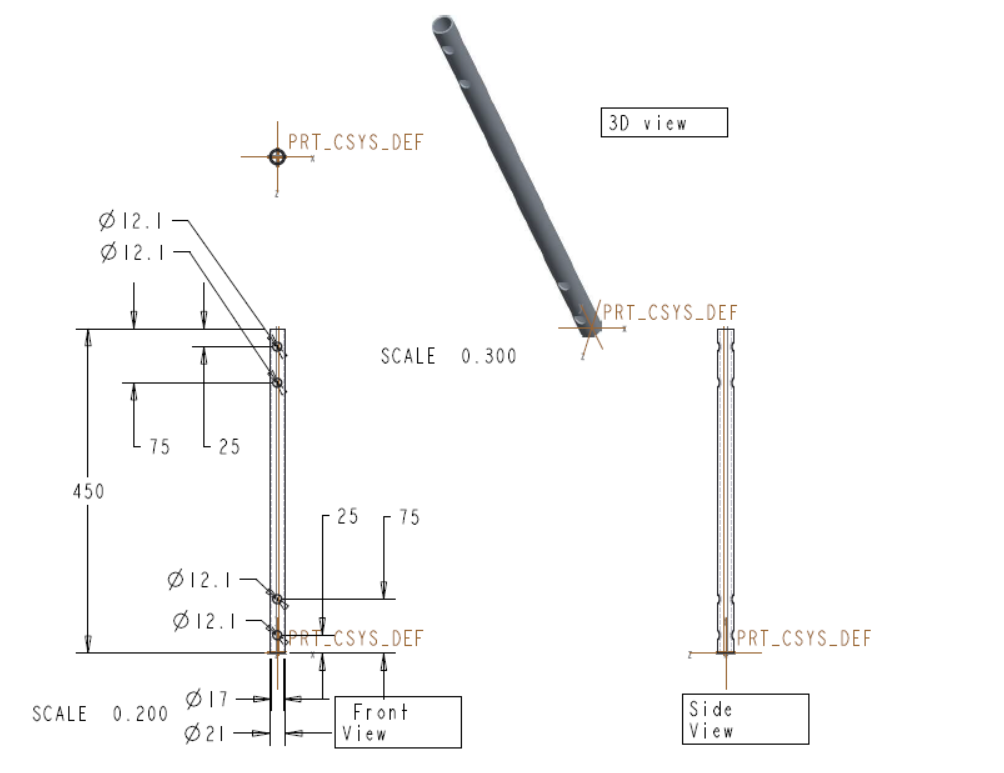 3D view
PRT_CSYS_DEF
x
z
Ø12.1
Ø12.1
PRT_CSYS_DEF
x
z
SCALE 0.300
75
25
450
25
75
Ø12.1
Ø12.1
PRT_CSYS_DEF
x
PRT_CSYS_DEF
z
Ø17
SCALE 0.200
Ø21
Front
View
Side
View